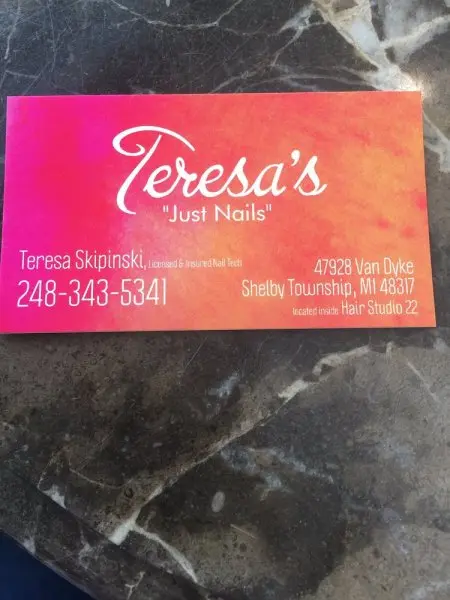 Teresa's
"Just Nails"
Teresa Skipinski, Licensed & Insured Nail Tech
248-343-5341
47928 Van Dyke
Shelby Township, MI 48317
located inside Hair Studio 22